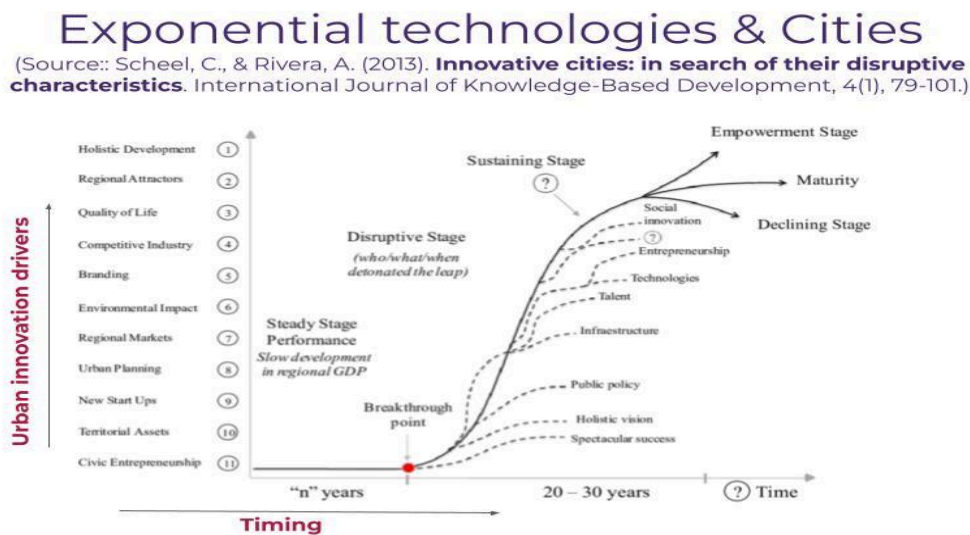 Exponential technologies & Cities
(Source:: Scheel, C., & Rivera, A. (2013). Innovative cities: in search of their disruptive
characteristics. International Journal of Knowledge-Based Development, 4(1), 79-101.)
Urban innovation drivers
Holistic Development 1
Regional Attractors 2
Quality of Life 3
Competitive Industry 4
Branding 5
Environmental Impact 6
Regional Markets 7
Urban Planning 8
New Start Ups 9
Territorial Assets 10
Civic Entrepreneurship 11
Steady Stage
Performance
Slow development
in regional GDP
Breakthrough
point
Disruptive Stage
(who/what/when
detonated the leap)
Sustaining Stage
?
Empowerment Stage
Maturity
Declining Stage
Social
innovation
?
Entrepreneurship
Technologies
Talent
Infraestructure
Public policy
Holistic vision
Spectacular success
“n” years
20 – 30 years
? Time
Timing